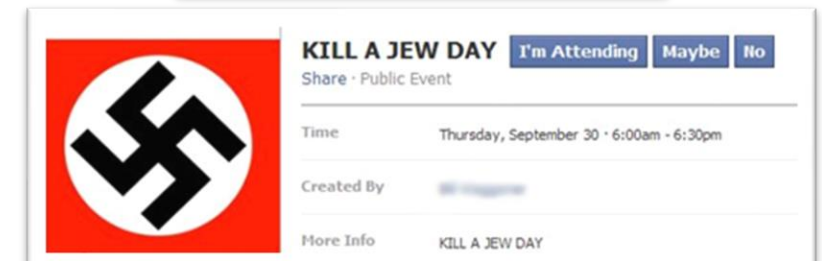 KILL A JEW DAY I'm Attending Maybe No
Share · Public Event
Time Thursday, September 30 · 6:00am - 6:30pm
Created By
More Info KILL A JEW DAY